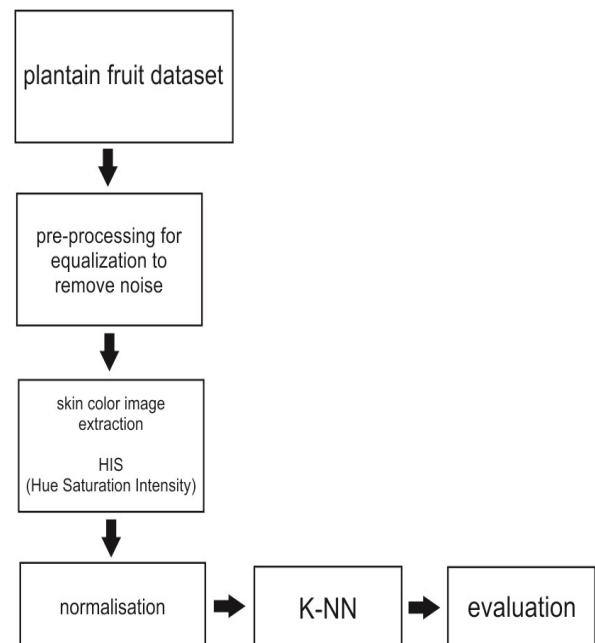 plantain fruit dataset
pre-processing for
equalization to
remove noise
skin color image
extraction
HIS
(Hue Saturation Intensity)
normalisation
K-NN
evaluation